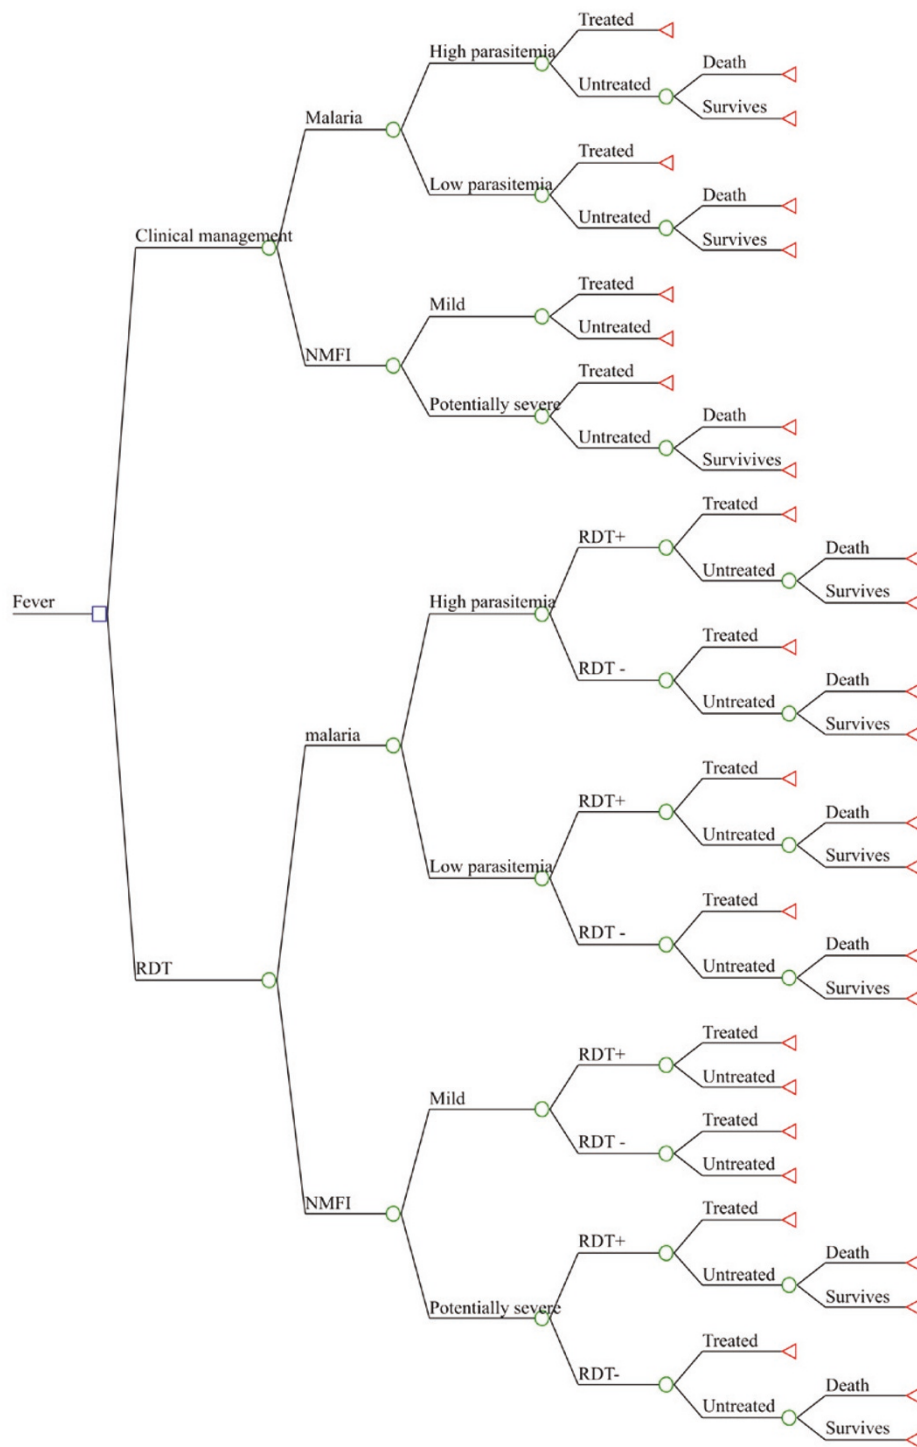 Treated
High parasitemia
Death
Untreated
Survives
Malaria
Treated
Low parasitemia
Death
Untreated
Survives
Clinical management
Treated
Mild
Untreated
NMFI
Treated
Potentially severe
Death
Untreated
Survivives
Treated
RDT+
Death
Untreated
Survives
Fever
High parasitemia
Treated
RDT -
Death
Untreated
Survives
malaria
Treated
RDT+
Death
Untreated
Survives
Low parasitemia
Treated
RDT -
Death
Untreated
Survives
RDT
Treated
RDT+
Untreated
Mild
Treated
RDT -
Untreated
NMFI
Treated
RDT+
Death
Untreated
Survives
Potentially severe
Treated
RDT-
Death
Untreated
Survives